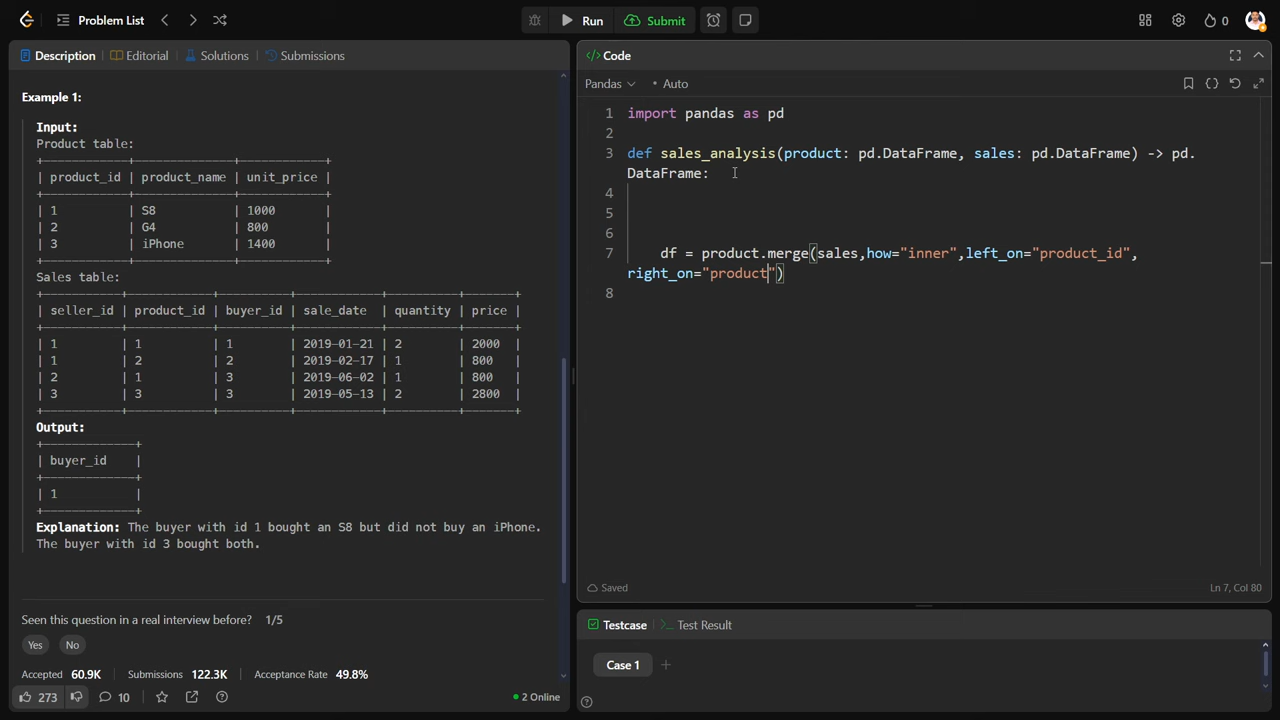 Problem List
Run
Submit
0
Description
Editorial
Solutions
Submissions
Example 1:
Input:
Product table:
+------------+--------------+------------+
| product_id | product_name | unit_price |
+------------+--------------+------------+
| 1 | S8 | 1000 |
| 2 | G4 | 800 |
| 3 | iPhone | 1400 |
+------------+--------------+------------+
Sales table:
+-----------+------------+----------+------------+----------+-------+
| seller_id | product_id | buyer_id | sale_date | quantity | price |
+-----------+------------+----------+------------+----------+-------+
| 1 | 1 | 1 | 2019-01-21 | 2 | 2000 |
| 1 | 2 | 2 | 2019-02-17 | 1 | 800 |
| 2 | 1 | 3 | 2019-06-02 | 1 | 800 |
| 3 | 3 | 3 | 2019-05-13 | 2 | 2800 |
+-----------+------------+----------+------------+----------+-------+
Output:
+-------------+
| buyer_id |
+-------------+
| 1 |
+-------------+
Explanation: The buyer with id 1 bought an S8 but did not buy an iPhone.
The buyer with id 3 bought both.
Seen this question in a real interview before? 1/5
Yes No
Accepted 60.9K Submissions 122.3K Acceptance Rate 49.8%
273 10 2 Online
</> Code
Pandas • Auto
1 import pandas as pd
2
3 def sales_analysis(product: pd.DataFrame, sales: pd.DataFrame) -> pd.
DataFrame:
4
5
6
7 df = product.merge(sales,how="inner",left_on="product_id",
right_on="product")
8
Saved Ln 7, Col 80
Testcase >_ Test Result
Case 1 +